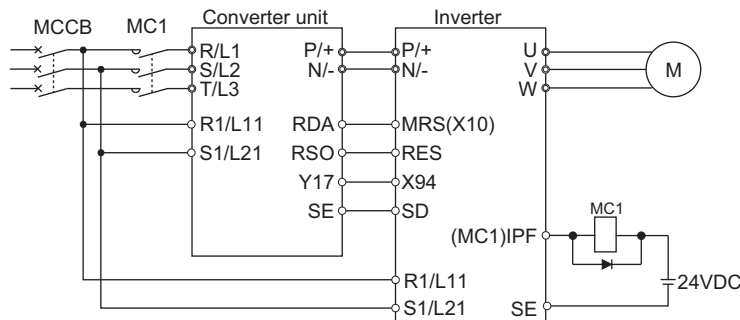 MCCB MC1 Converter unit Inverter
R/L1 P/+ P/+ U
S/L2 N/- N/- V M
T/L3 W
R1/L11 RDA MRS(X10)
S1/L21 RSO RES
Y17 X94
SE SD
MC1
(MC1)IPF
R1/L11 24VDC
S1/L21 SE